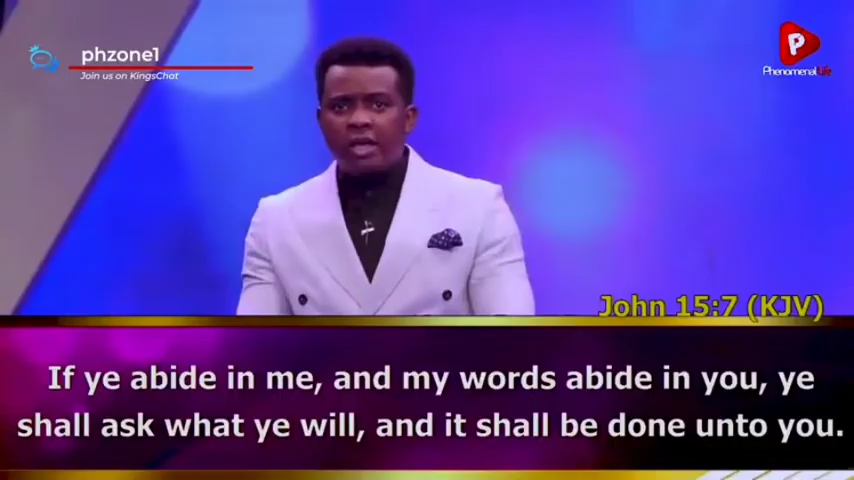 phzone1
Join us on KingsChat
P
Phenomenal Life
John 15:7 (KJV)
If ye abide in me, and my words abide in you, ye
shall ask what ye will, and it shall be done unto you.